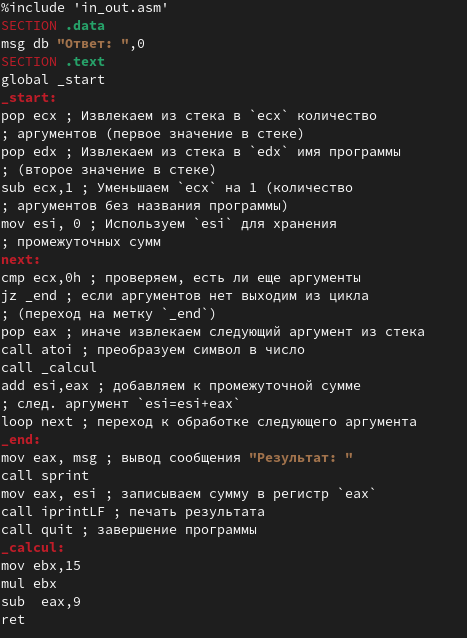 %include 'in_out.asm'
SECTION .data
msg db "Ответ: ",0
SECTION .text
global _start
_start:
pop ecx ; Извлекаем из стека в `ecx` количество
; аргументов (первое значение в стеке)
pop edx ; Извлекаем из стека в `edx` имя программы
; (второе значение в стеке)
sub ecx,1 ; Уменьшаем `ecx` на 1 (количество
; аргументов без названия программы)
mov esi, 0 ; Используем `esi` для хранения
; промежуточных сумм
next:
cmp ecx,0h ; проверяем, есть ли еще аргументы
jz _end ; если аргументов нет выходим из цикла
; (переход на метку `_end`)
pop eax ; иначе извлекаем следующий аргумент из стека
call atoi ; преобразуем символ в число
call _calcul
add esi,eax ; добавляем к промежуточной сумме
; след. аргумент `esi=esi+eax`
loop next ; переход к обработке следующего аргумента
_end:
mov eax, msg ; вывод сообщения "Результат: "
call sprint
mov eax, esi ; записываем сумму в регистр `eax`
call iprintLF ; печать результата
call quit ; завершение программы
_calcul:
mov ebx,15
mul ebx
sub  eax,9
ret